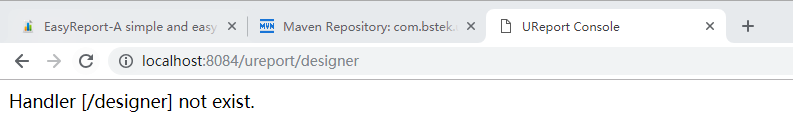 EasyReport-A simple and easy
Maven Repository: com.bstek.
UReport Console
localhost:8084/ureport/designer
Handler [/designer] not exist.